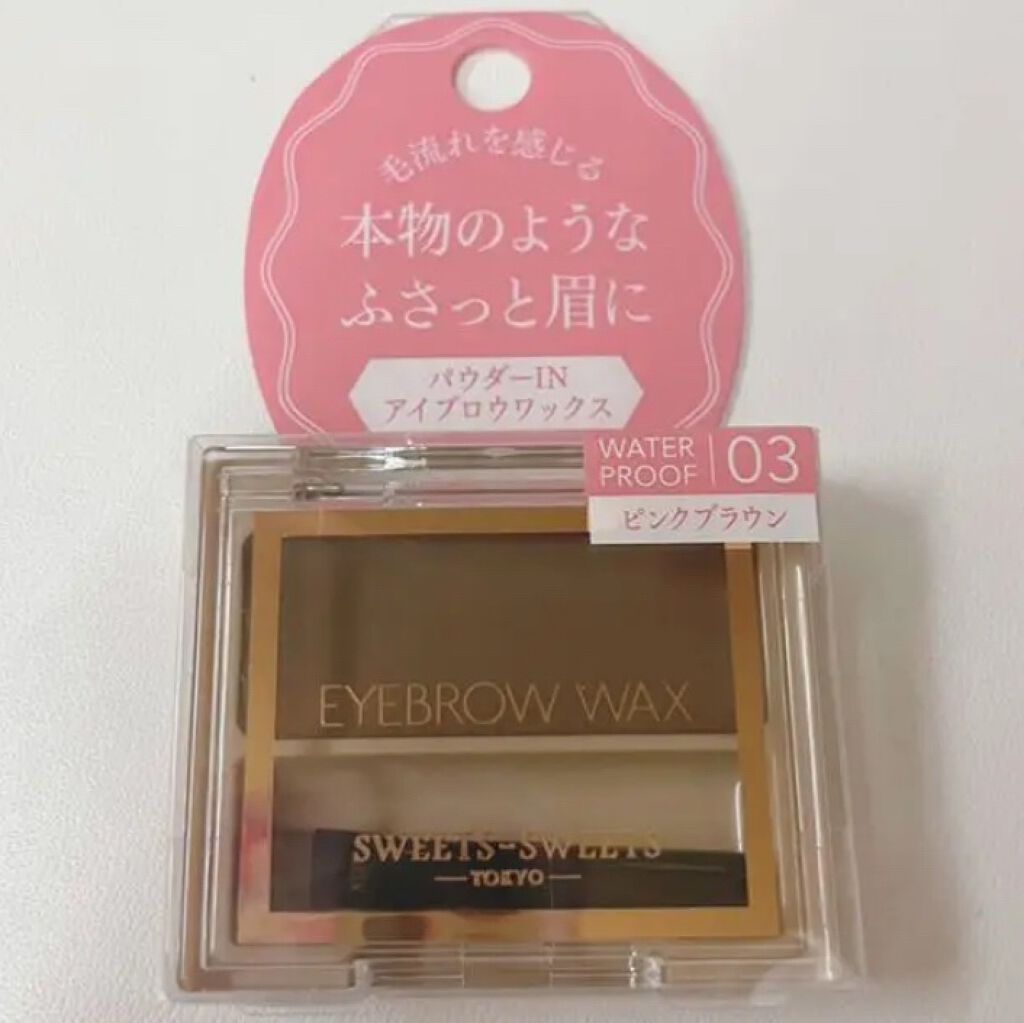 毛流れを感じる
本物のような
ふさっと眉に
パウダーIN
アイブロウワックス
WATER
PROOF
03
ピンクブラウン
EYEBROW WAX
SWEETS-SWEETS
TOKYO